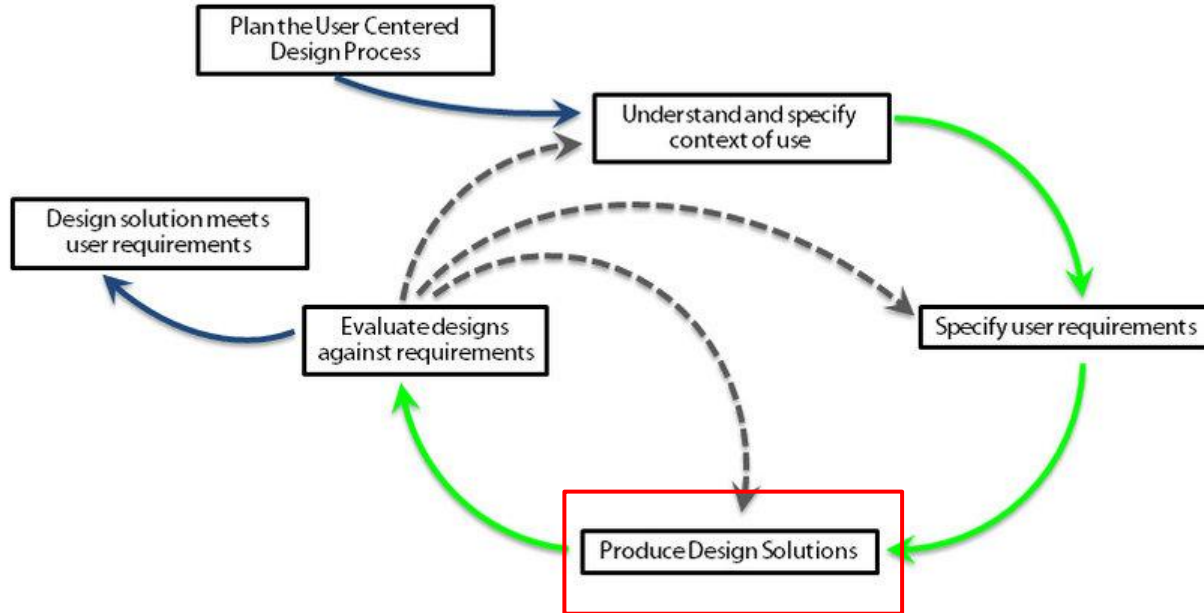 Plan the User Centered
Design Process
Understand and specify
context of use
Design solution meets
user requirements
Evaluate designs
against requirements
Specify user requirements
Produce Design Solutions